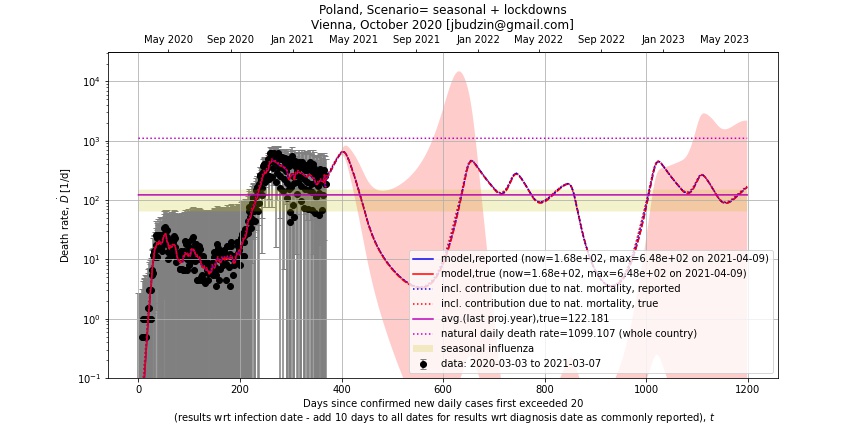 Poland, Scenario= seasonal + lockdowns
Vienna, October 2020 [jbudzin@gmail.com]
May 2020 Sep 2020 Jan 2021 May 2021 Sep 2021 Jan 2022 May 2022 Sep 2022 Jan 2023 May 2023
10⁴
10³
10²
10¹
10⁰
10⁻¹
Death rate, D [1/d]
model,reported (now=1.68e+02, max=6.48e+02 on 2021-04-09)
model,true (now=1.68e+02, max=6.48e+02 on 2021-04-09)
incl. contribution due to nat. mortality, reported
incl. contribution due to nat. mortality, true
avg.(last proj.year),true=122.181
natural daily death rate=1099.107 (whole country)
seasonal influenza
data: 2020-03-03 to 2021-03-07
0 200 400 600 800 1000 1200
Days since confirmed new daily cases first exceeded 20
(results wrt infection date - add 10 days to all dates for results wrt diagnosis date as commonly reported), t